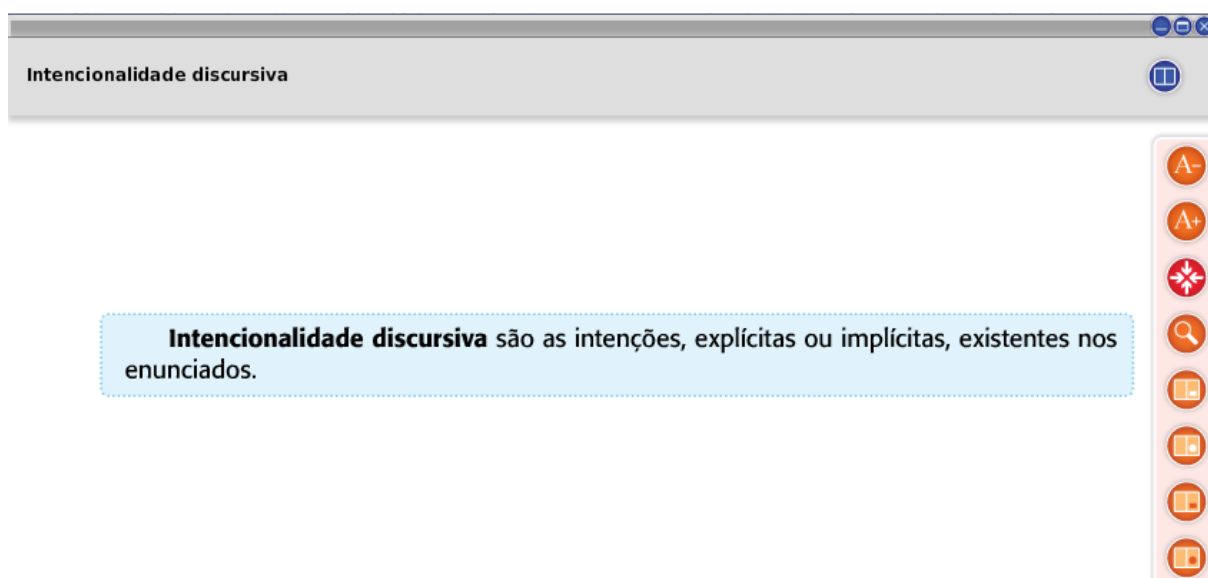 Intencionalidade discursiva
A-
A+
Intencionalidade discursiva são as intenções, explícitas ou implícitas, existentes nos
enunciados.